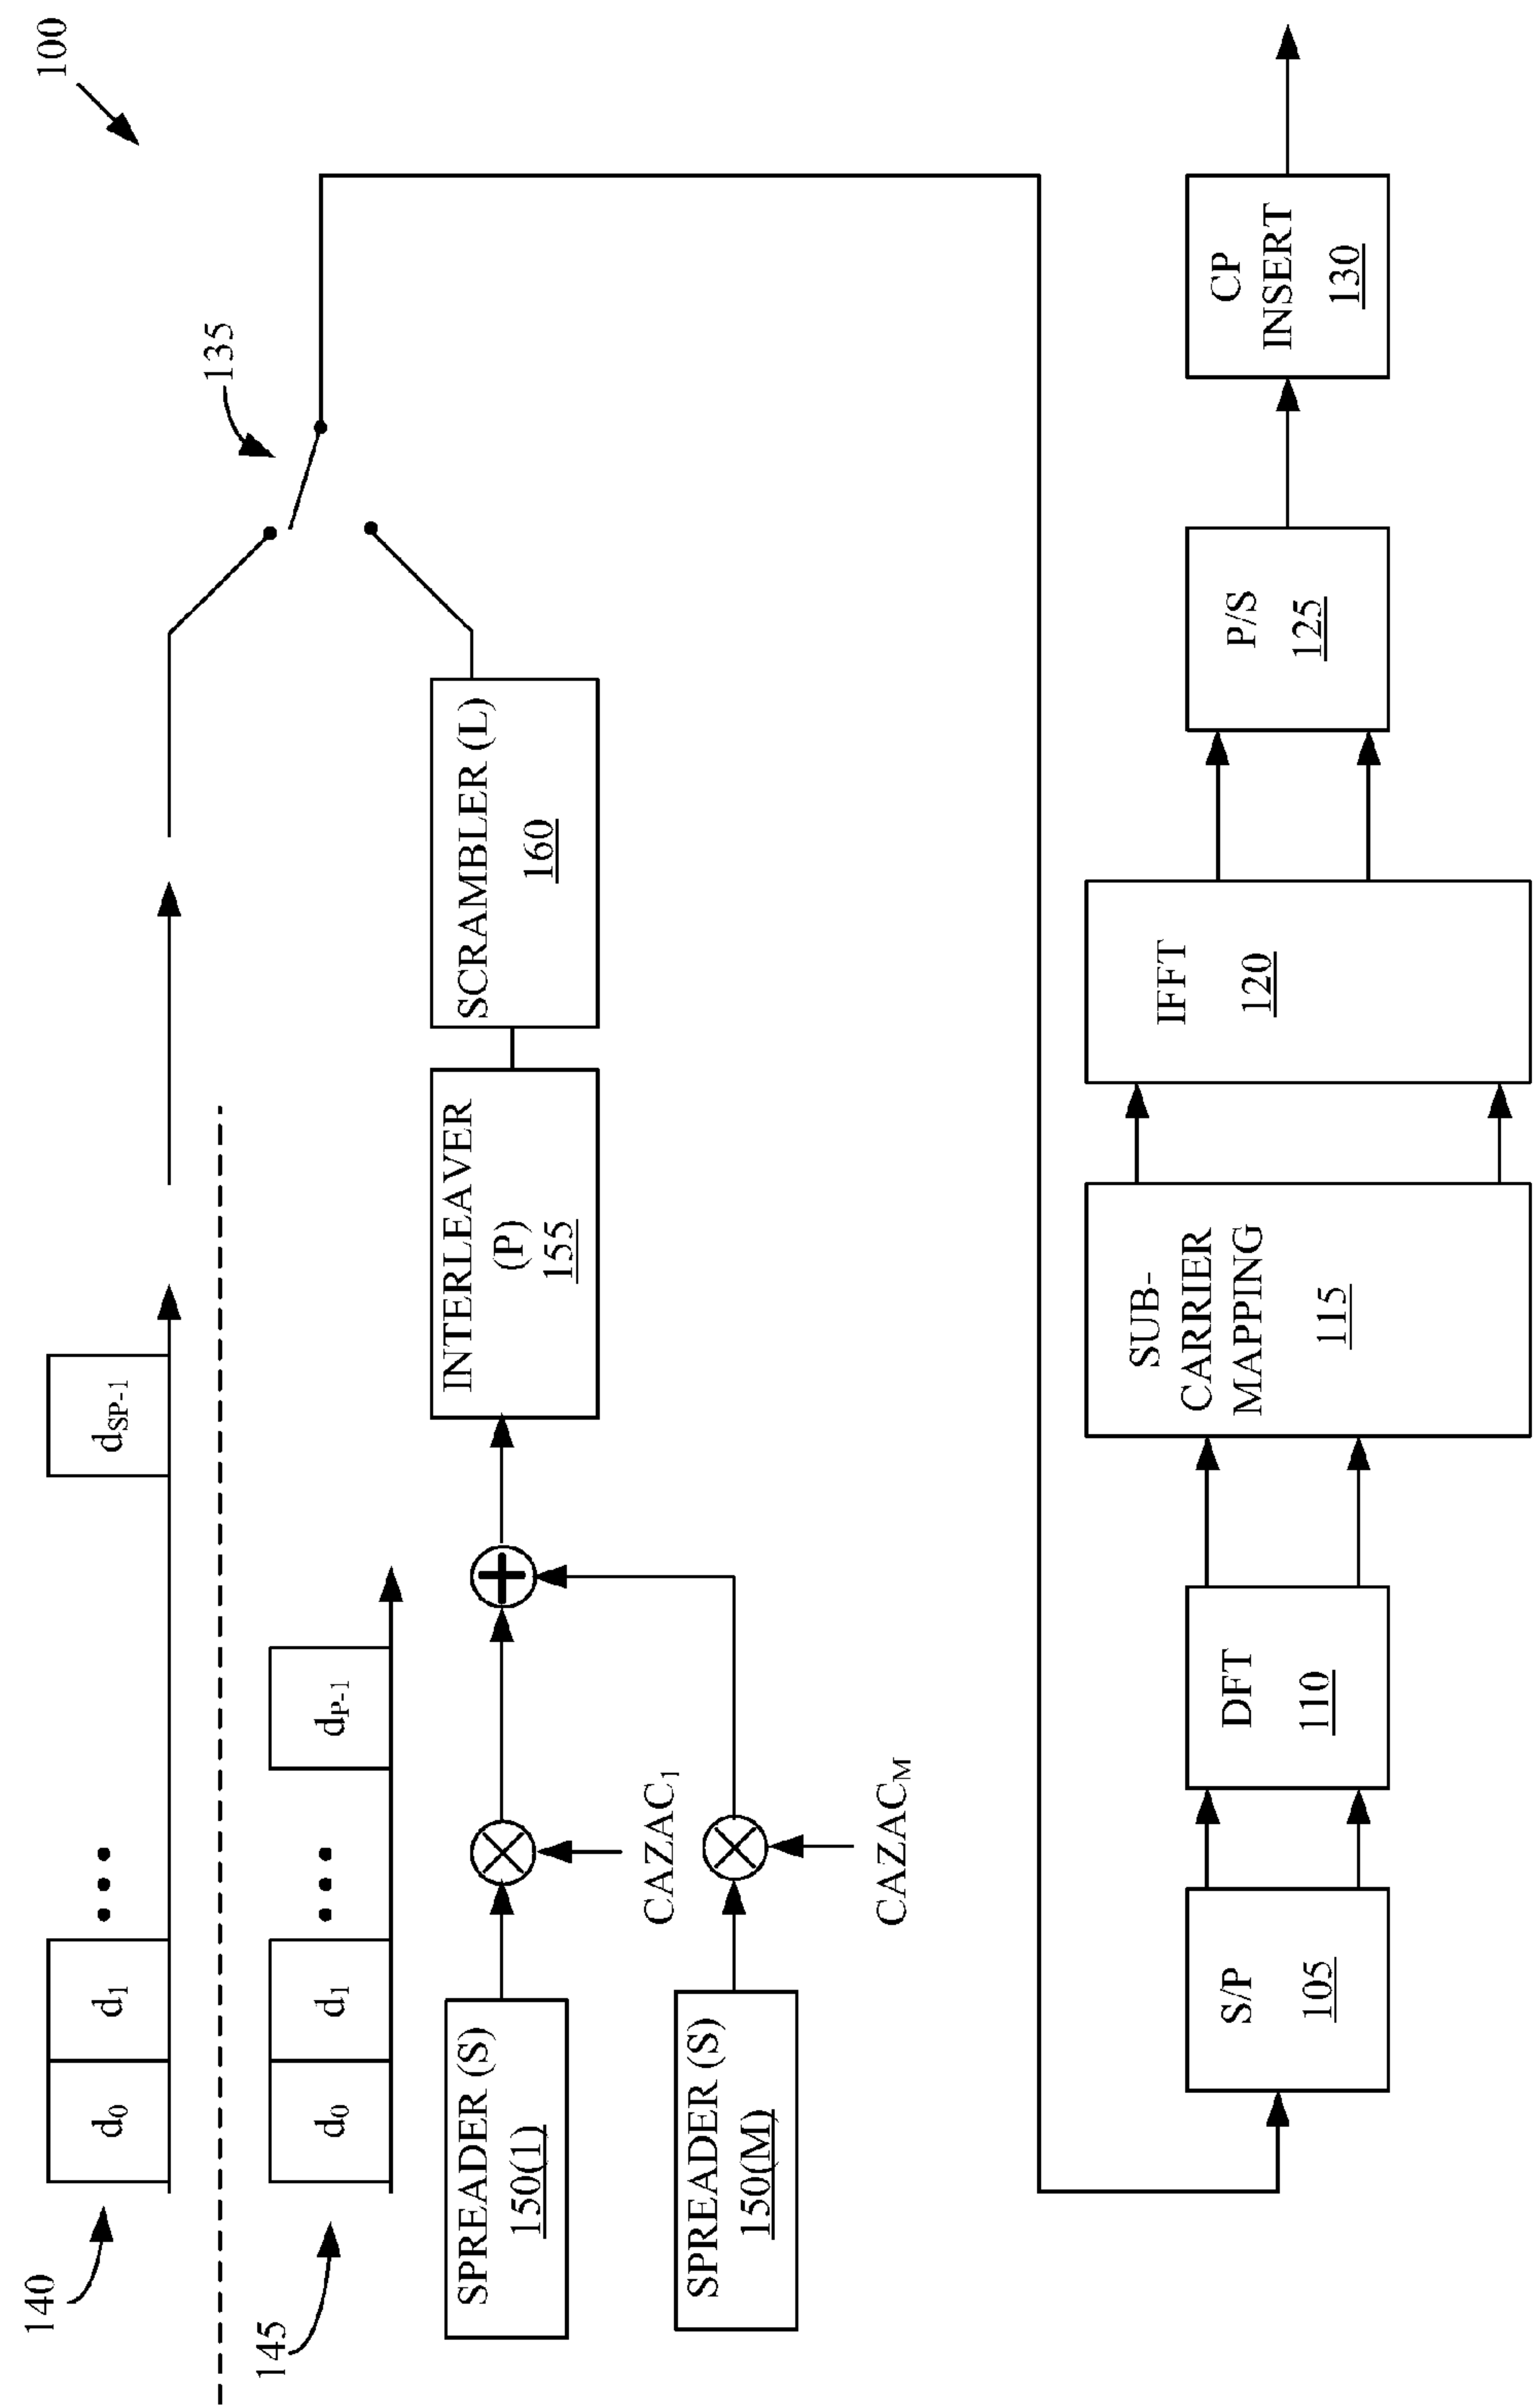 100
140
d0
d1
dSP-1
135
145
d0
d1
dP-1
SPREADER (S)
150(1)
CAZAC1
INTERLEAVER
(P)
155
SCRAMBLER (L)
160
SPREADER (S)
150(M)
CAZACM
S/P
105
DFT
110
SUB-
CARRIER
MAPPING
115
IFFT
120
P/S
125
CP
INSERT
130